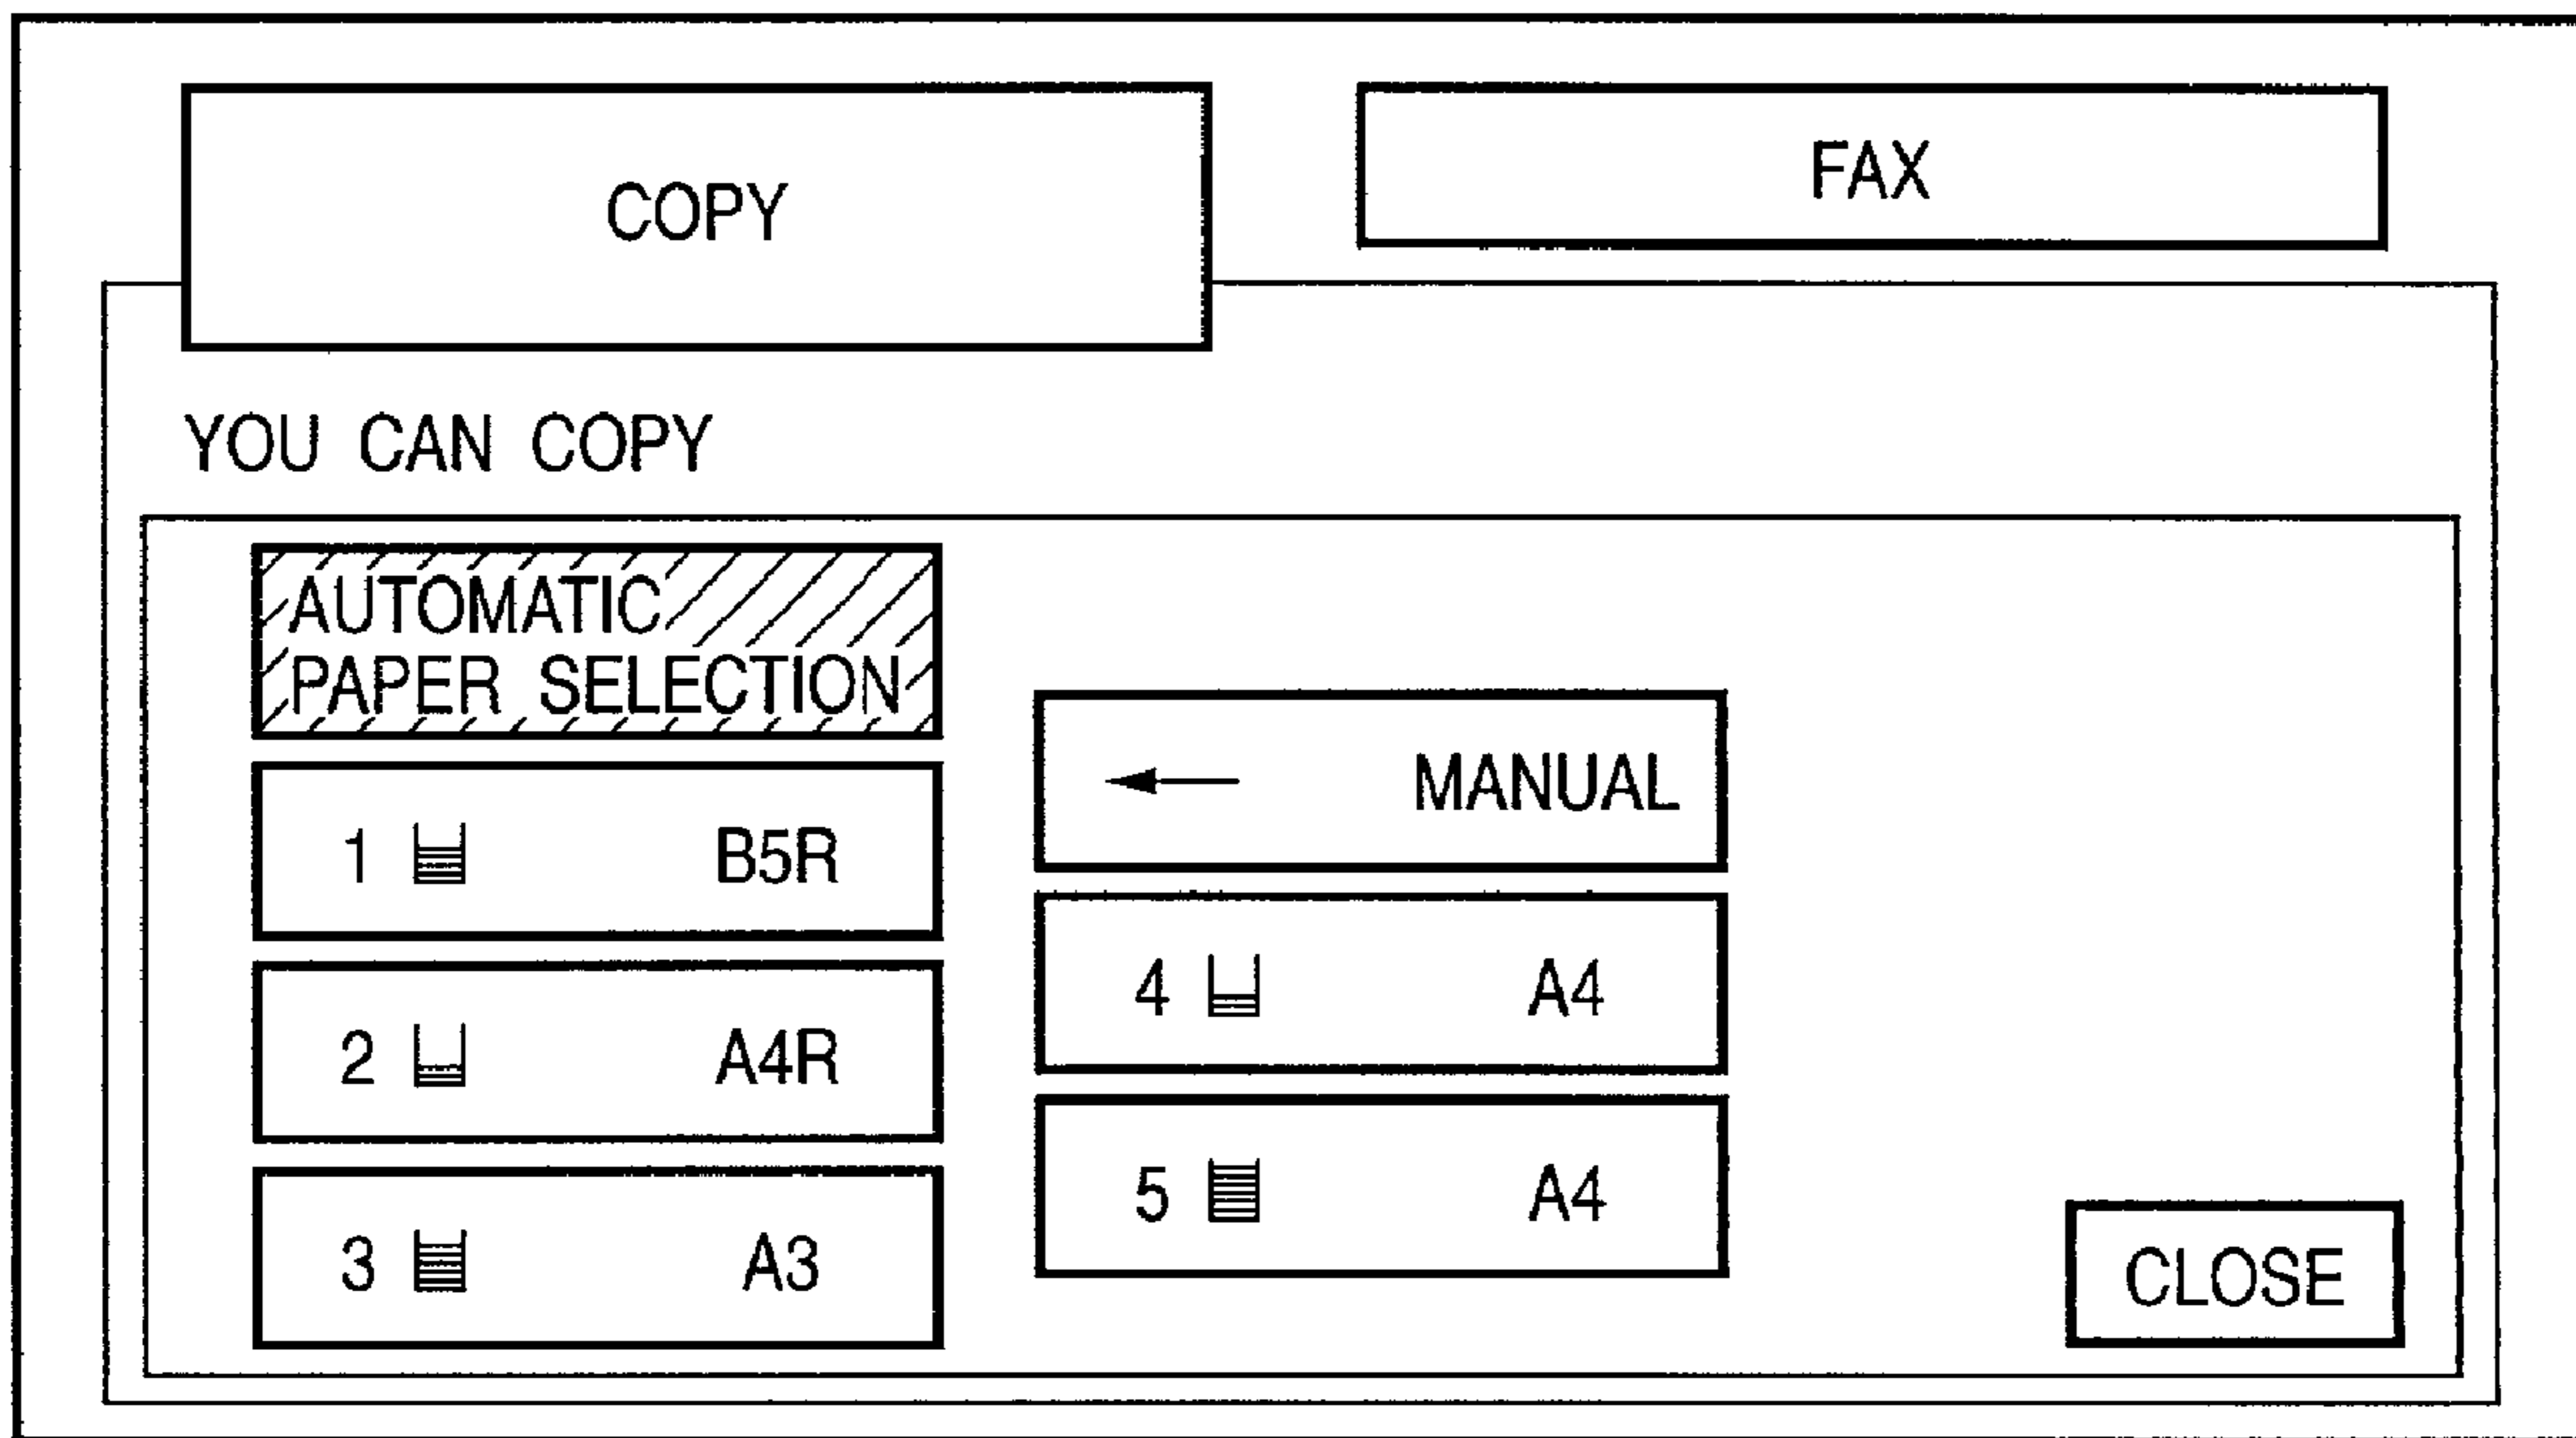 COPY
FAX
YOU CAN COPY
AUTOMATIC
PAPER SELECTION
1 B5R
2 A4R
3 A3
← MANUAL
4 A4
5 A4
CLOSE